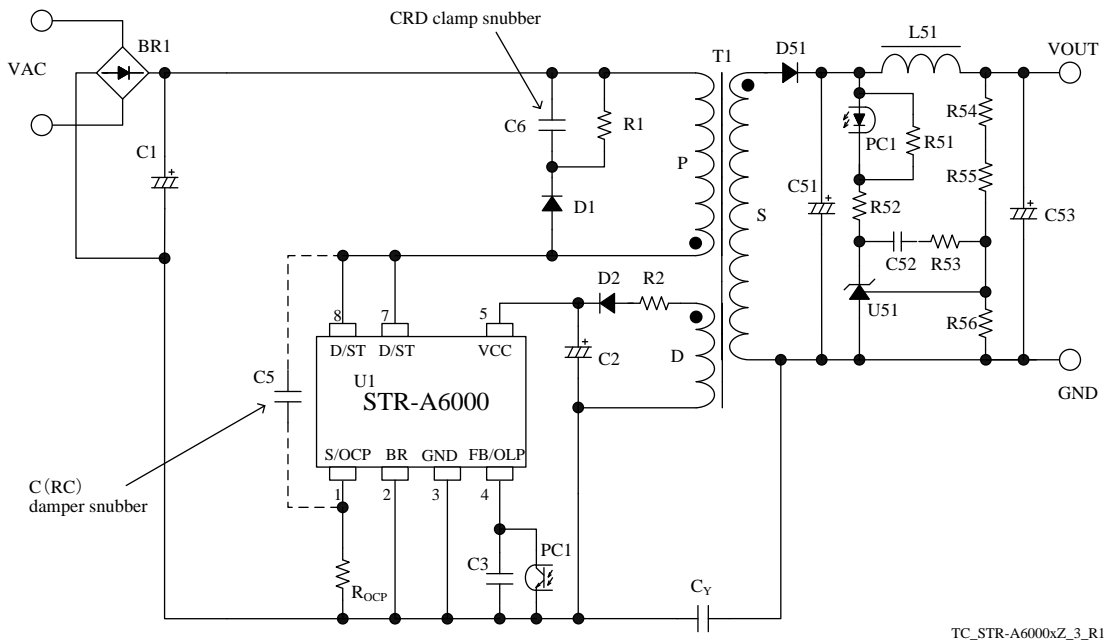 CRD clamp snubber
VAC
BR1
C1
C6
R1
D1
P
T1
S
D51
L51
VOUT
PC1
R51
R54
R55
C51
R52
C53
C52
R53
U51
R56
GND
D2
R2
C2
D
8
7
5
D/ST
D/ST
VCC
C5
U1
STR-A6000
S/OCP
BR
GND
FB/OLP
1
2
3
4
C(RC)
damper snubber
ROCP
C3
PC1
CY
TC_STR-A6000xZ_3_R1